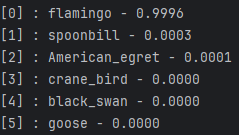 [0] : flamingo - 0.9996
[1] : spoonbill - 0.0003
[2] : American_egret - 0.0001
[3] : crane_bird - 0.0000
[4] : black_swan - 0.0000
[5] : goose - 0.0000